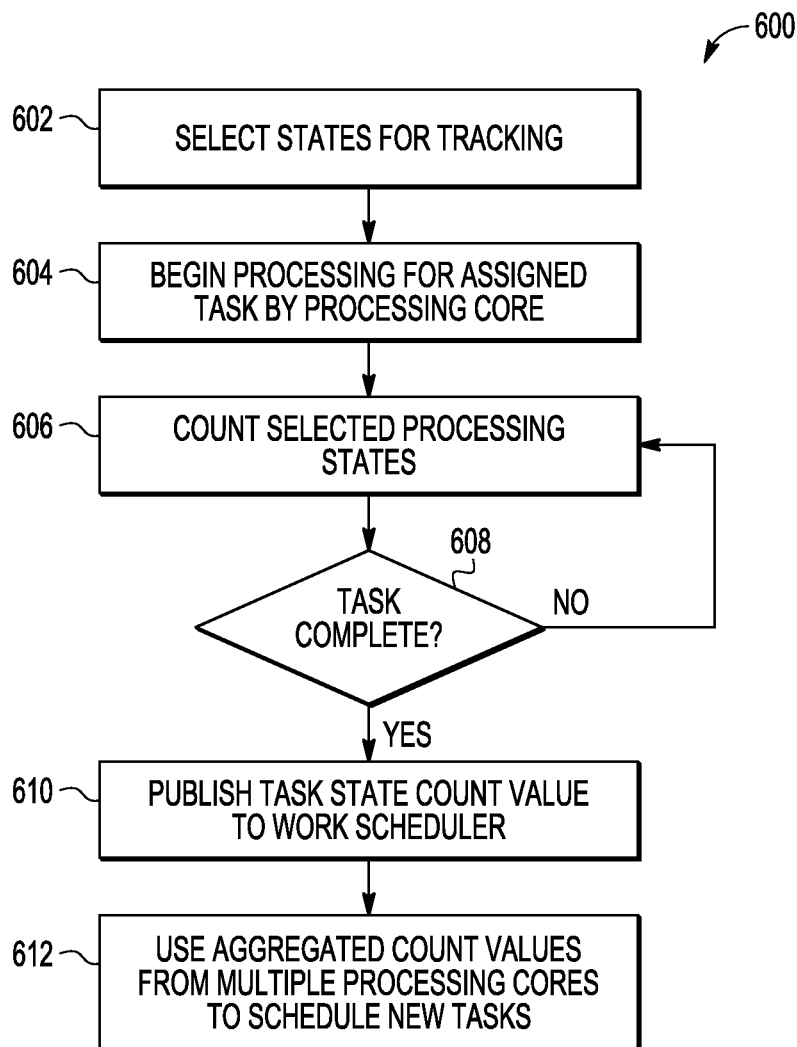 600
602
SELECT STATES FOR TRACKING
604
BEGIN PROCESSING FOR ASSIGNED
TASK BY PROCESSING CORE
606
COUNT SELECTED PROCESSING
STATES
608
TASK
COMPLETE?
NO
YES
610
PUBLISH TASK STATE COUNT VALUE
TO WORK SCHEDULER
612
USE AGGREGATED COUNT VALUES
FROM MULTIPLE PROCESSING CORES
TO SCHEDULE NEW TASKS